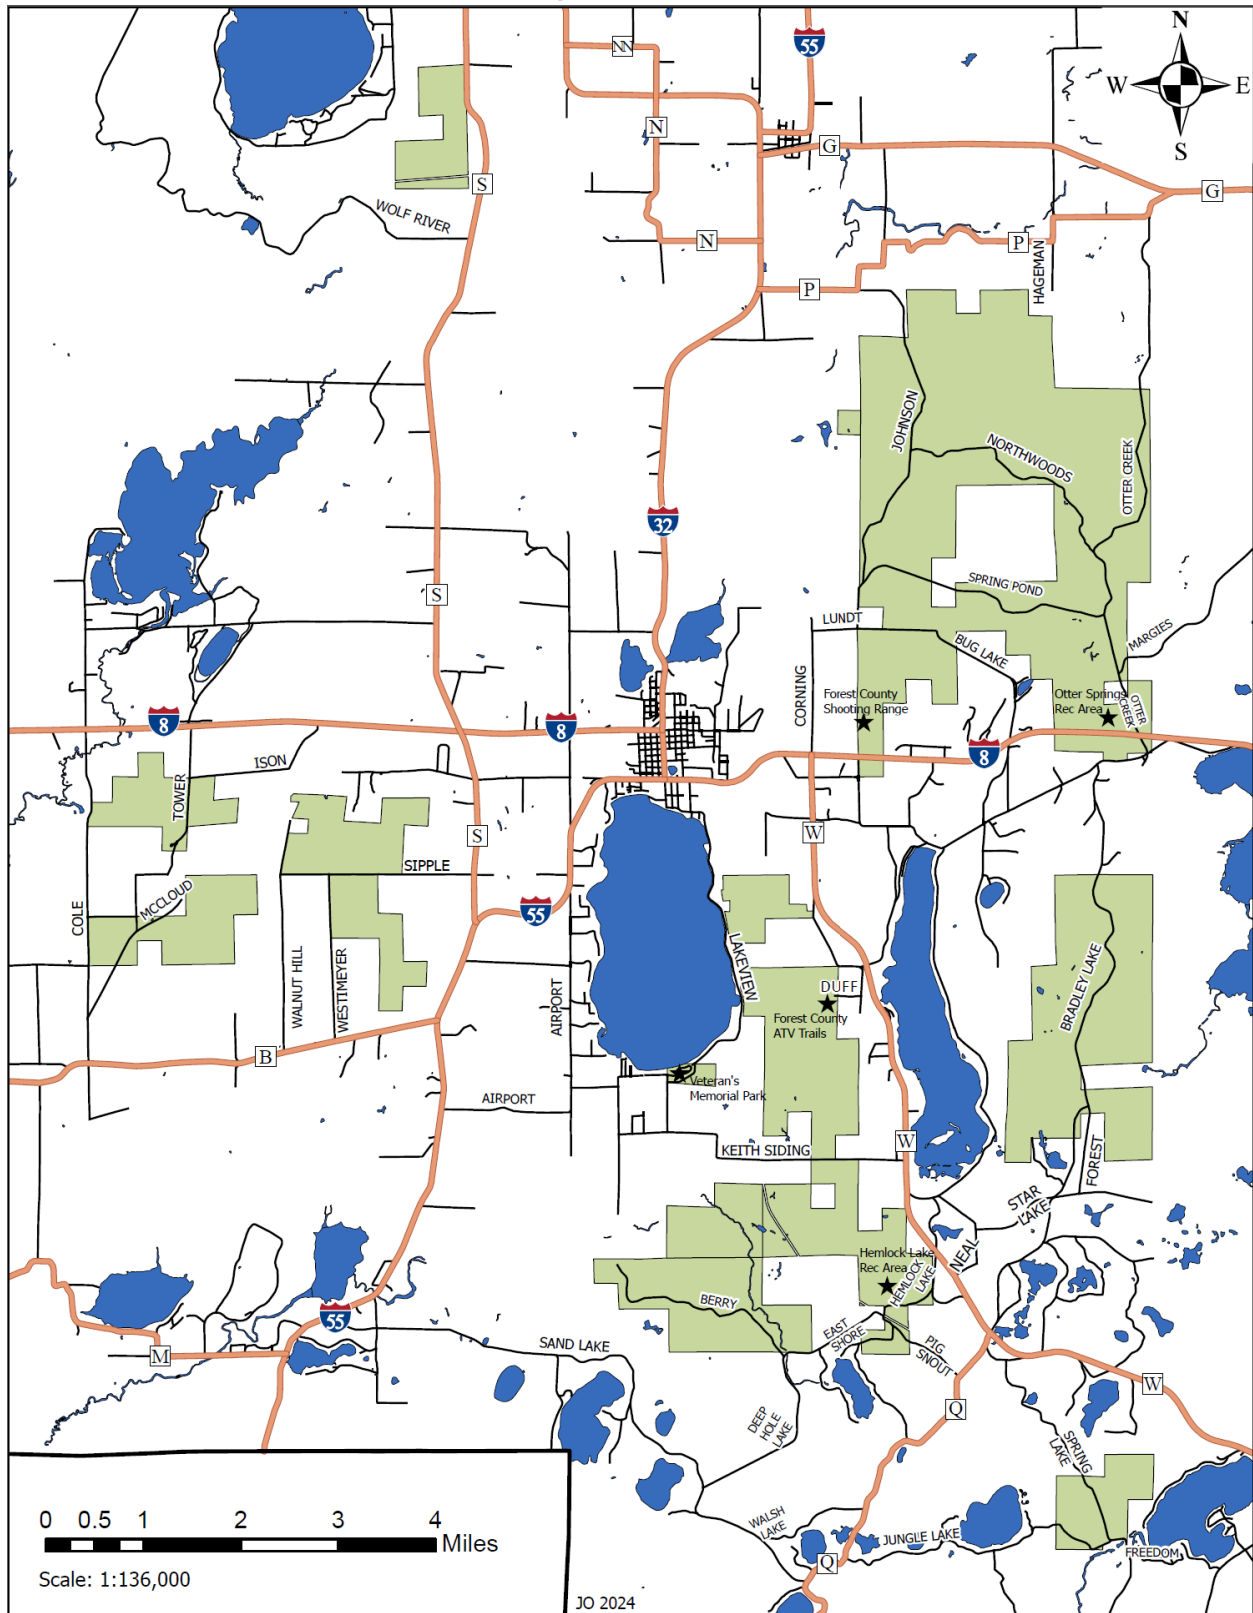 NN
55
N
W
E
S
N
G
S
G
WOLF RIVER
N
P
HAGEMAN
P
JOHNSON
NORTHWOODS
OTTER CREEK
32
SPRING POND
S
LUNDT
BUG LAKE
MARGIES
CORNING
Forest County
Shooting Range
Otter Springs
Rec Area
OTTER
CREEK
8
8
8
ISON
TOWER
S
W
SIPPLE
MCCLOUD
COLE
55
LAKEVIEW
WALNUT HILL
WESTIMEYER
AIRPORT
DUFF
BRADLEY LAKE
Forest County
ATV Trails
B
Veteran's
Memorial Park
AIRPORT
KEITH SIDING
W
FOREST
STAR
LAKE
NEAL
Hemlock Lake
Rec Area
HEMLOCK
LAKE
BERRY
55
EAST
SHORE
PIG
SNOUT
SAND LAKE
M
W
Q
DEEP
HOLE
LAKE
SPRING
LAKE
WALSH
LAKE
JUNGLE LAKE
FREEDOM
Q
0 0.5 1 2 3 4
Miles
Scale: 1:136,000
JO 2024